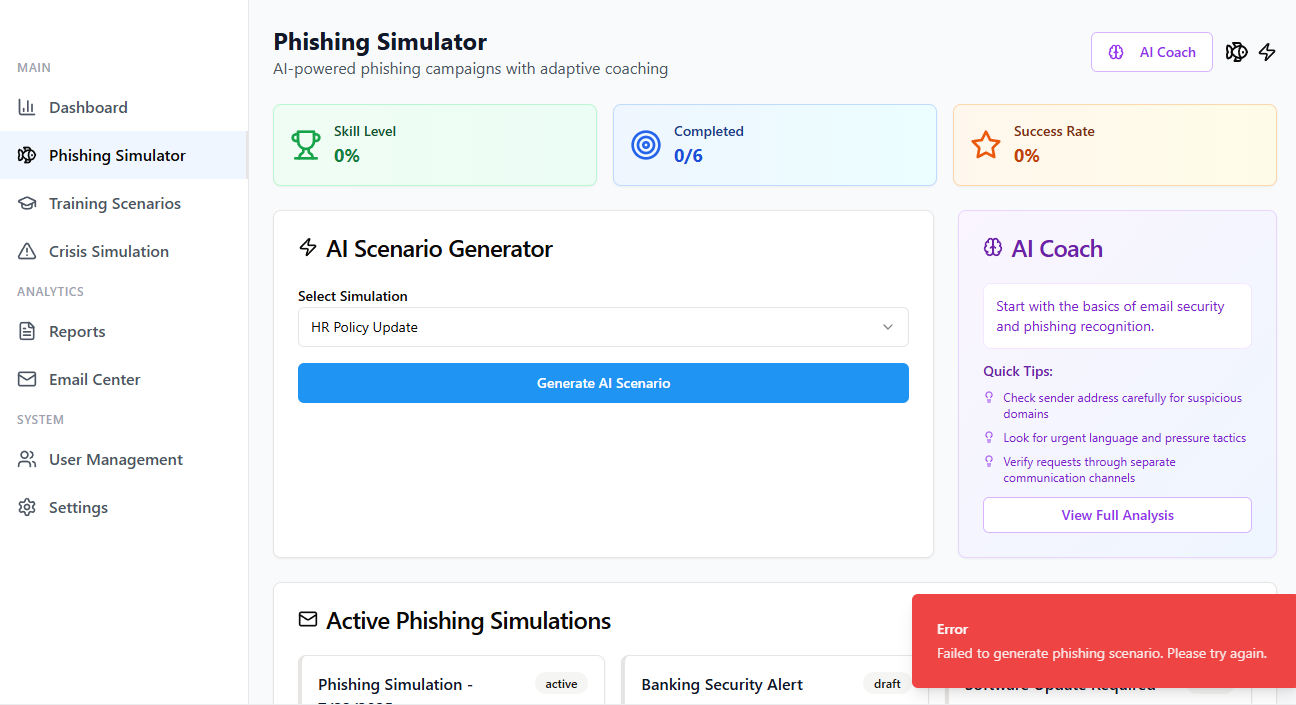 Phishing Simulator
AI-powered phishing campaigns with adaptive coaching
AI Coach
MAIN
Dashboard
Phishing Simulator
Training Scenarios
Crisis Simulation
ANALYTICS
Reports
Email Center
SYSTEM
User Management
Settings
Skill Level
0%
Completed
0/6
Success Rate
0%
AI Scenario Generator
Select Simulation
HR Policy Update
Generate AI Scenario
AI Coach
Start with the basics of email security
and phishing recognition.
Quick Tips:
Check sender address carefully for suspicious
domains
Look for urgent language and pressure tactics
Verify requests through separate
communication channels
View Full Analysis
Active Phishing Simulations
Phishing Simulation -
active
Banking Security Alert
draft
Software Update Required
Error
Failed to generate phishing scenario. Please try again.